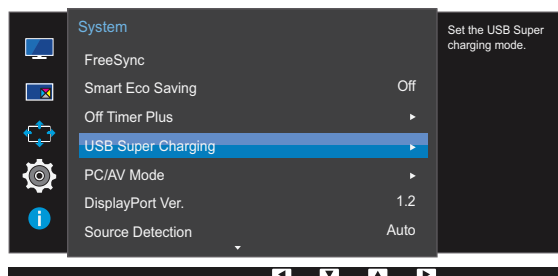 System
FreeSync
Smart Eco Saving Off
Off Timer Plus
USB Super Charging
PC/AV Mode
DisplayPort Ver. 1.2
Source Detection Auto
Set the USB Super
charging mode.